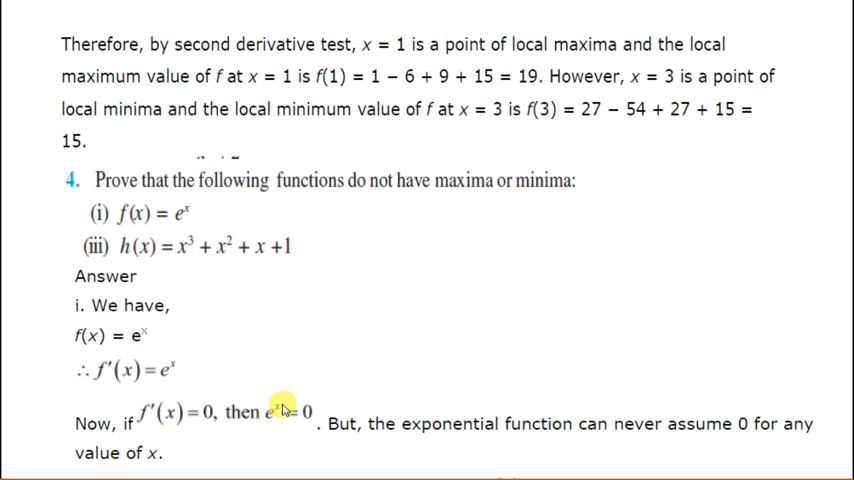 Therefore, by second derivative test, x = 1 is a point of local maxima and the local
maximum value of f at x = 1 is f(1) = 1 − 6 + 9 + 15 = 19. However, x = 3 is a point of
local minima and the local minimum value of f at x = 3 is f(3) = 27 − 54 + 27 + 15 =
15.
4. Prove that the following functions do not have maxima or minima:
(i) f(x) = eˣ
(iii) h(x) = x³ + x² + x +1
Answer
i. We have,
f(x) = eˣ
∴ f'(x) = eˣ
Now, if f'(x) = 0, then eˣ = 0 . But, the exponential function can never assume 0 for any
value of x.